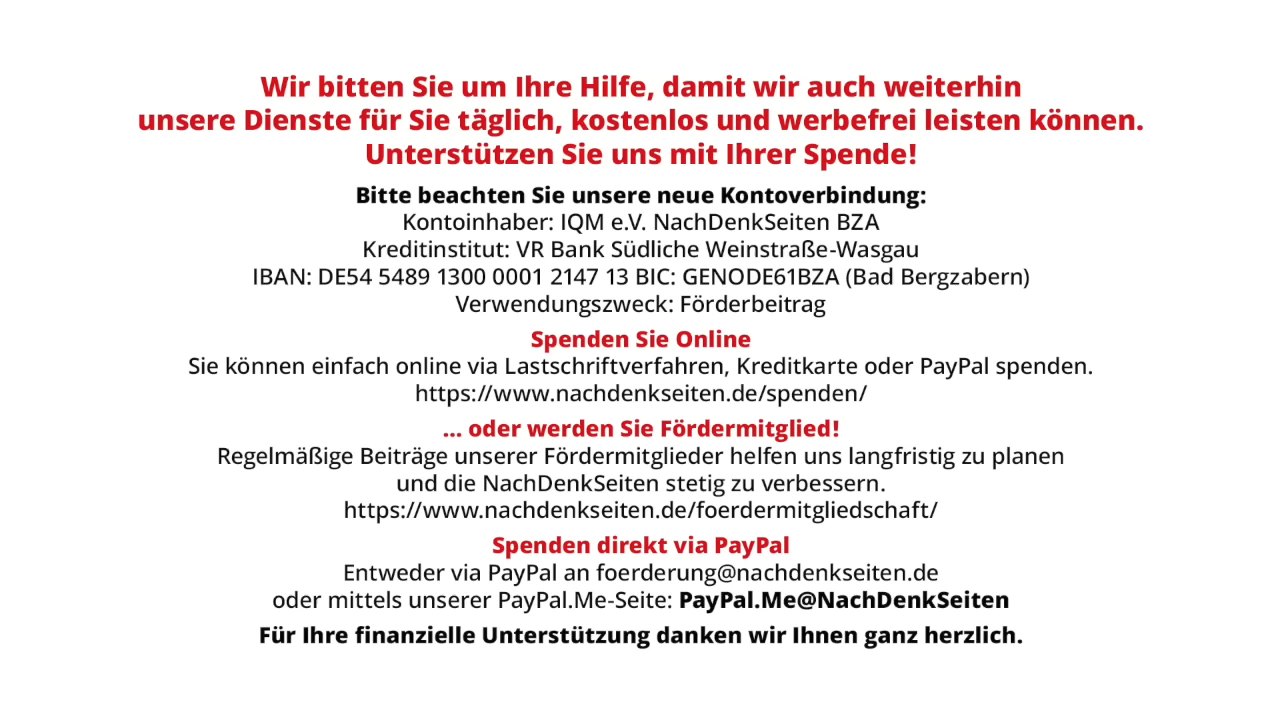 Wir bitten Sie um Ihre Hilfe, damit wir auch weiterhin
unsere Dienste für Sie täglich, kostenlos und werbefrei leisten können.
Unterstützen Sie uns mit Ihrer Spende!
Bitte beachten Sie unsere neue Kontoverbindung:
Kontoinhaber: IQM e.V. NachDenkSeiten BZA
Kreditinstitut: VR Bank Südliche Weinstraße-Wasgau
IBAN: DE54 5489 1300 0001 2147 13 BIC: GENODE61BZA (Bad Bergzabern)
Verwendungszweck: Förderbeitrag
Spenden Sie Online
Sie können einfach online via Lastschriftverfahren, Kreditkarte oder PayPal spenden.
https://www.nachdenkseiten.de/spenden/
... oder werden Sie Fördermitglied!
Regelmäßige Beiträge unserer Fördermitglieder helfen uns langfristig zu planen
und die NachDenkSeiten stetig zu verbessern.
https://www.nachdenkseiten.de/foerdermitgliedschaft/
Spenden direkt via PayPal
Entweder via PayPal an foerderung@nachdenkseiten.de
oder mittels unserer PayPal.Me-Seite: PayPal.Me@NachDenkSeiten
Für Ihre finanzielle Unterstützung danken wir Ihnen ganz herzlich.